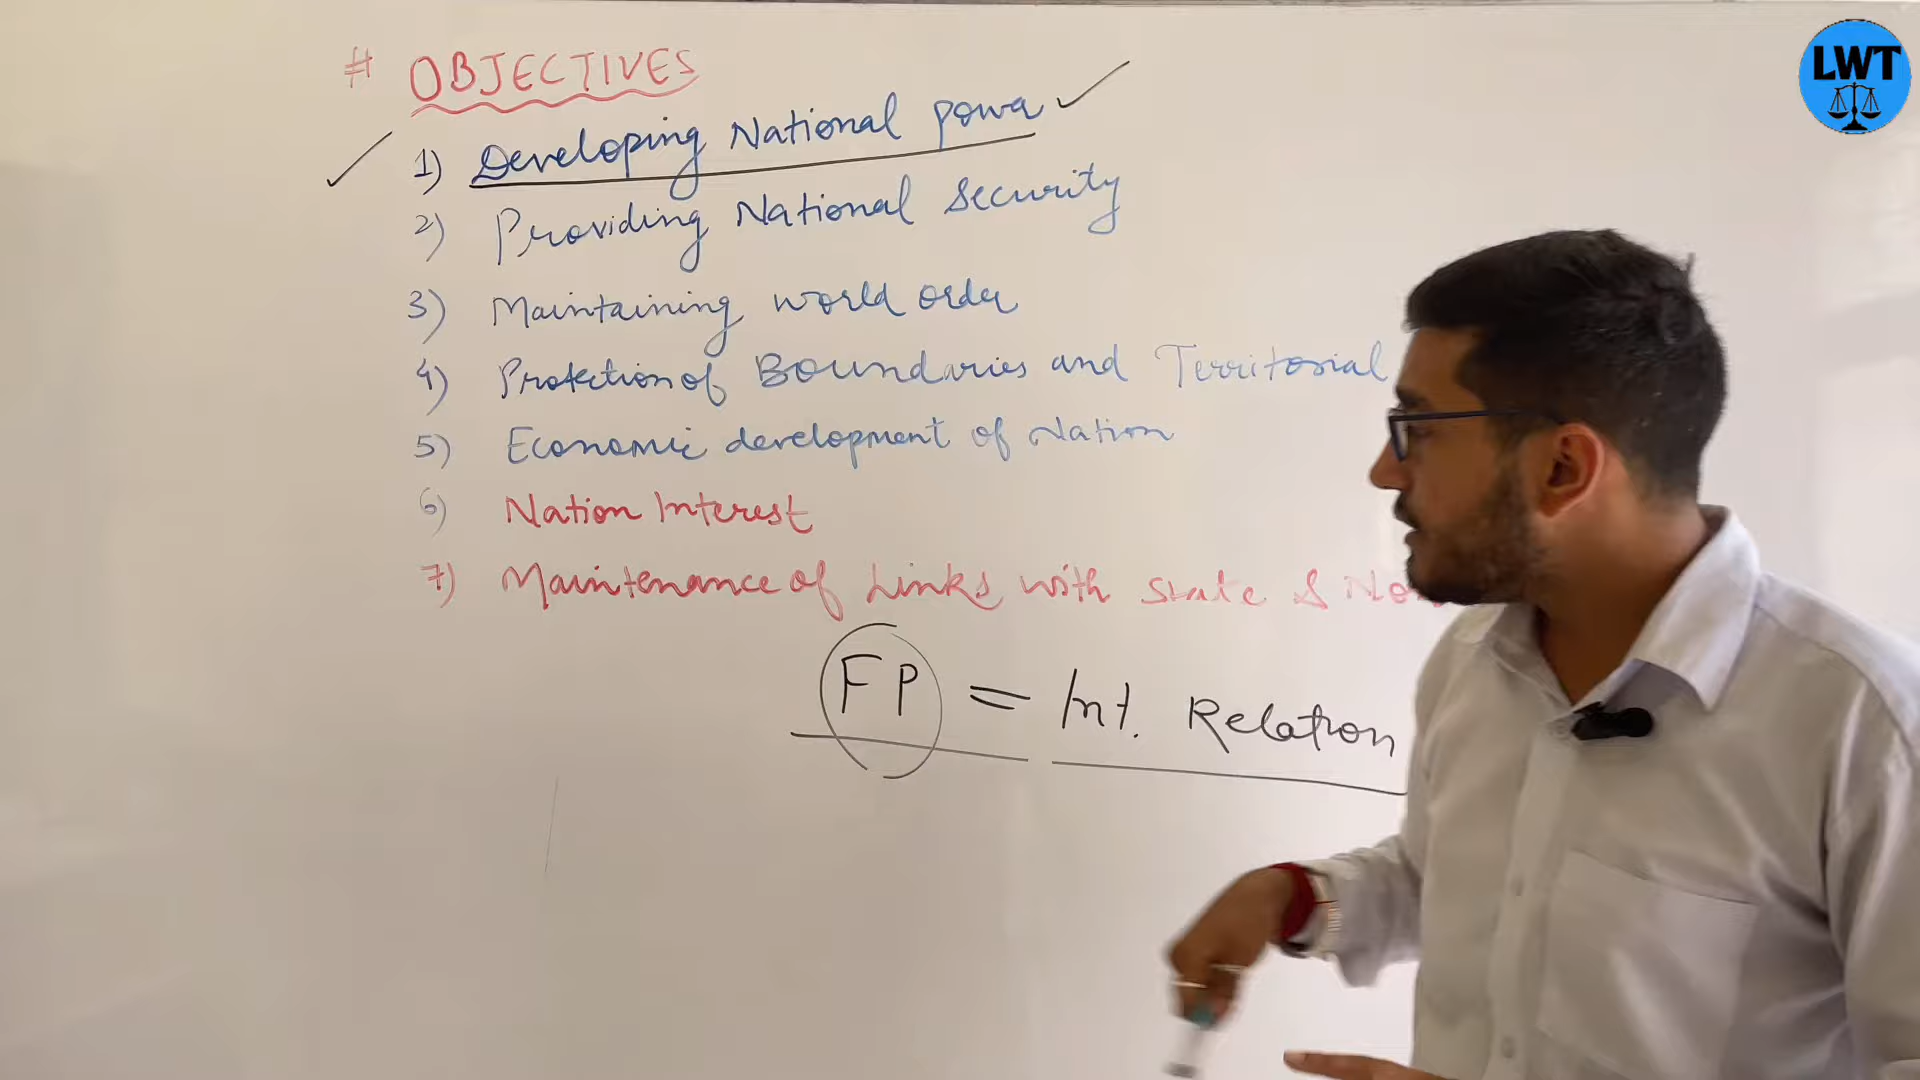 # OBJECTIVES
1) Developing National Power
2) Providing National Security
3) Maintaining world order
4) Protection of Boundaries and Territorial
5) Economic development of Nation
6) Nation Interest
7) Maintenance of Links with State &
FP = Int. Relation
LWT